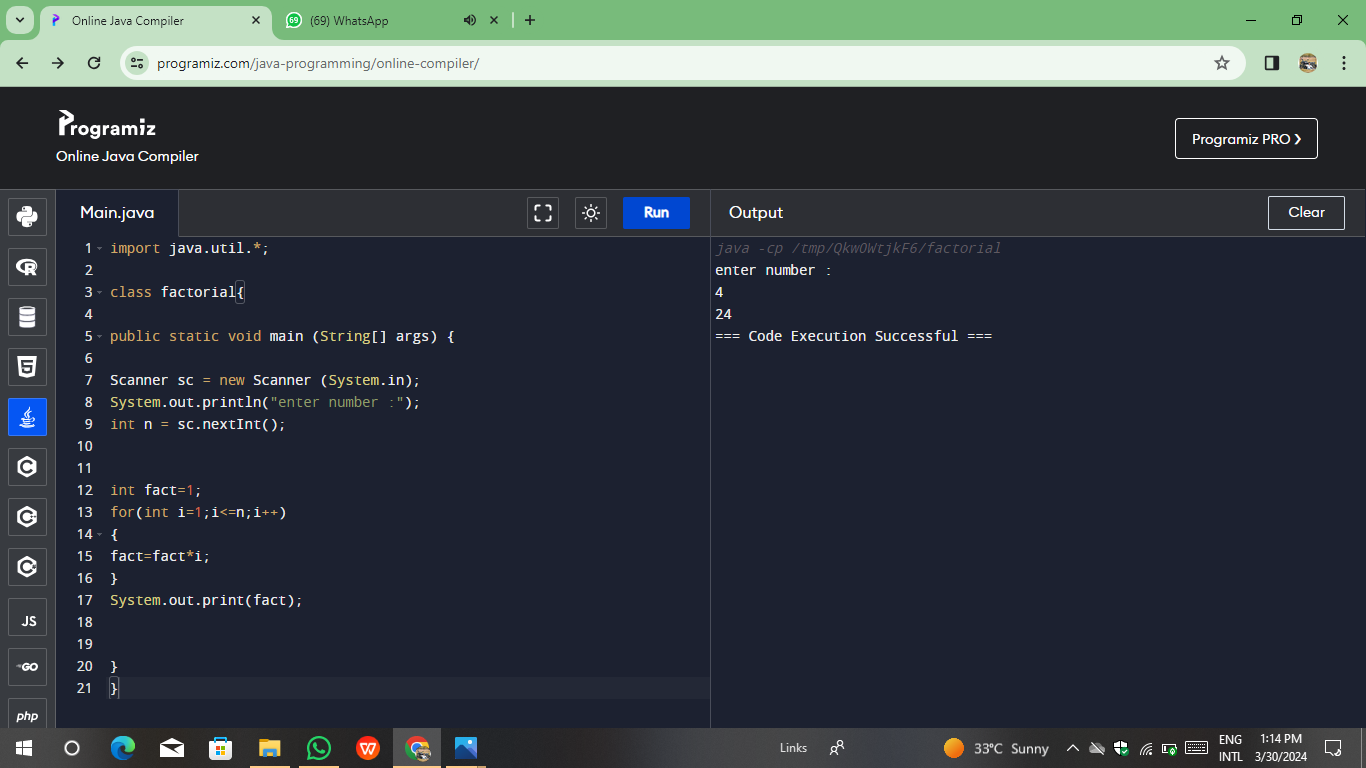 Online Java Compiler
69 (69) WhatsApp
programiz.com/java-programming/online-compiler/
Programiz
Online Java Compiler
Programiz PRO ❯
Main.java
Run
Output
Clear
1 import java.util.*;
2
3 class factorial{
4
5 public static void main (String[] args) {
6
7 Scanner sc = new Scanner (System.in);
8 System.out.println("enter number :");
9 int n = sc.nextInt();
10
11
12 int fact=1;
13 for(int i=1;i<=n;i++)
14 {
15 fact=fact*i;
16 }
17 System.out.print(fact);
18
19
20 }
21 }
java -cp /tmp/QkwOWtjkF6/factorial
enter number :
4
24
=== Code Execution Successful ===
R
5
C
C
C
JS
GO
php
W
Links
33°C Sunny
ENG
INTL
1:14 PM
3/30/2024